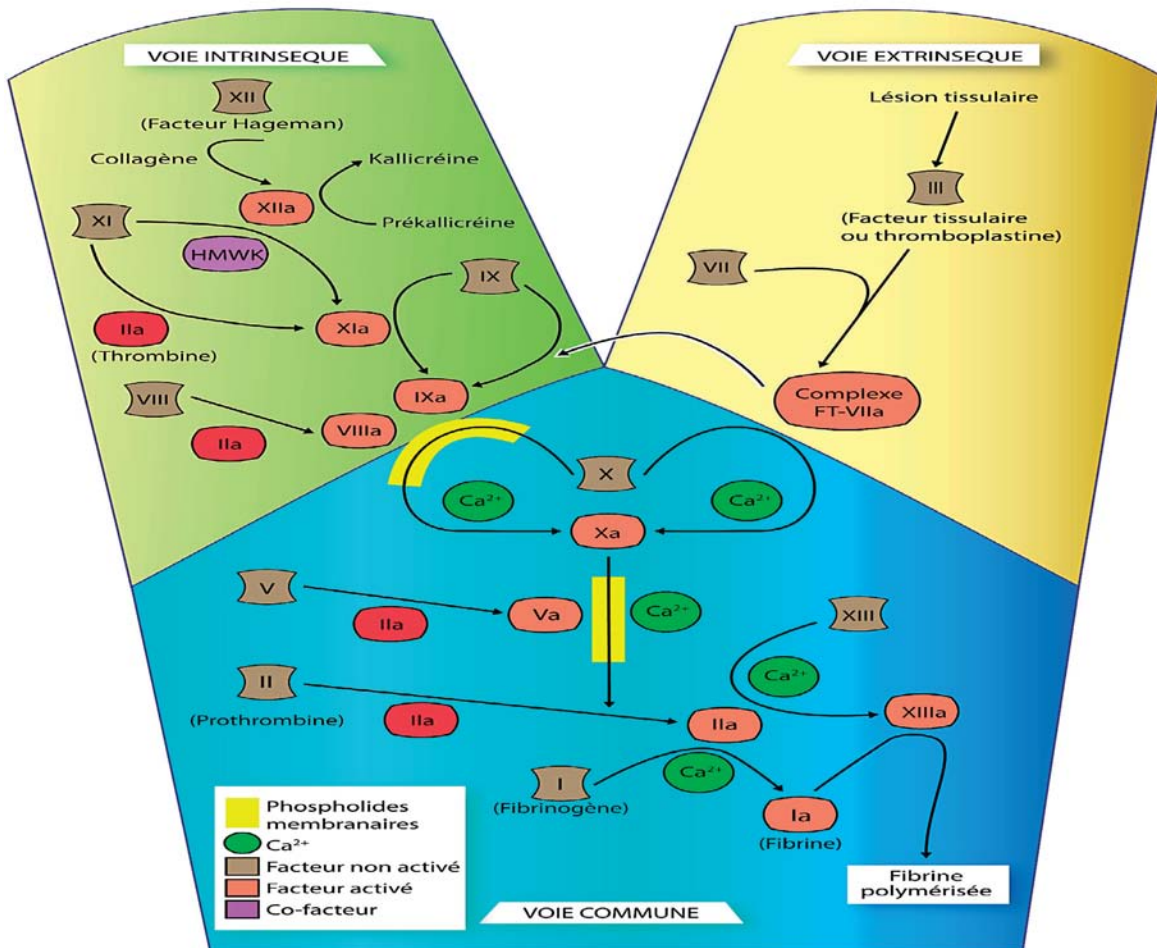 VOIE INTRINSEQUE
XII
(Facteur Hageman)
Collagène
Kallicréine
XIIa
Prékallicréine
XI
HMWK
IX
IIa
(Thrombine)
XIa
VIII
IIa
VIIIa
IXa
VOIE EXTRINSEQUE
Lésion tissulaire
III
(Facteur tissulaire
ou thromboplastine)
VII
Complexe
FT-VIIa
X
Ca²⁺
Ca²⁺
Xa
V
IIa
Va
Ca²⁺
XIII
II
(Prothrombine)
IIa
IIa
Ca²⁺
XIIIa
I
(Fibrinogène)
Ca²⁺
Ia
(Fibrine)
Fibrine
polymérisée
Phospholides
membranaires
Ca²⁺
Facteur non activé
Facteur activé
Co-facteur
VOIE COMMUNE